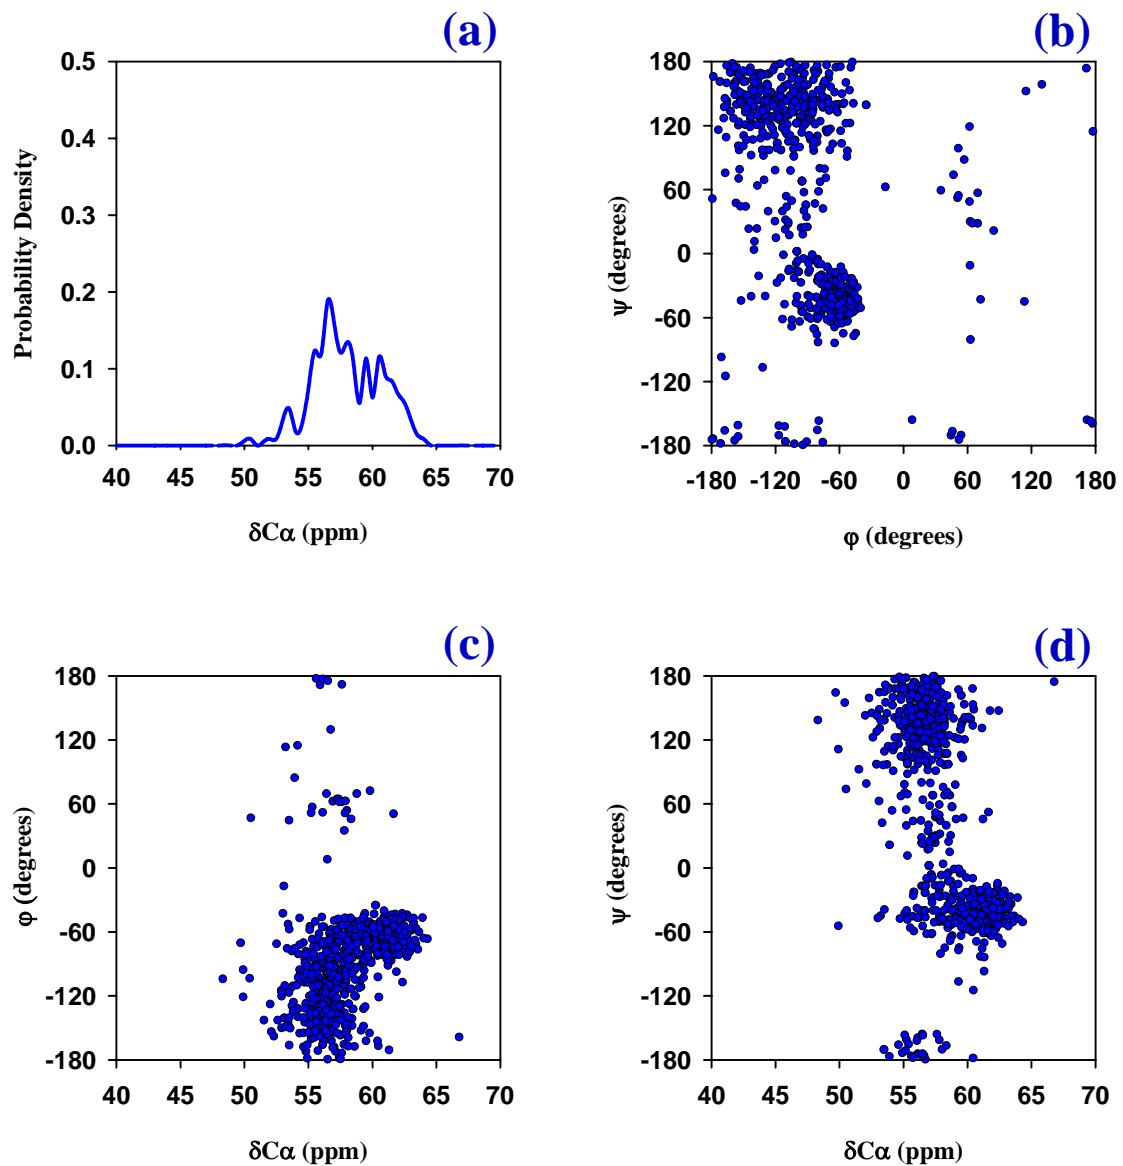 (a)
0.5
0.4
0.3
0.2
0.1
0.0
Probability Density
40 45 50 55 60 65 70
δCα (ppm)
(b)
180
120
60
0
-60
-120
-180
ψ (degrees)
-180 -120 -60 0 60 120 180
φ (degrees)
(c)
180
120
60
0
-60
-120
-180
φ (degrees)
40 45 50 55 60 65 70
δCα (ppm)
(d)
180
120
60
0
-60
-120
-180
ψ (degrees)
40 45 50 55 60 65 70
δCα (ppm)